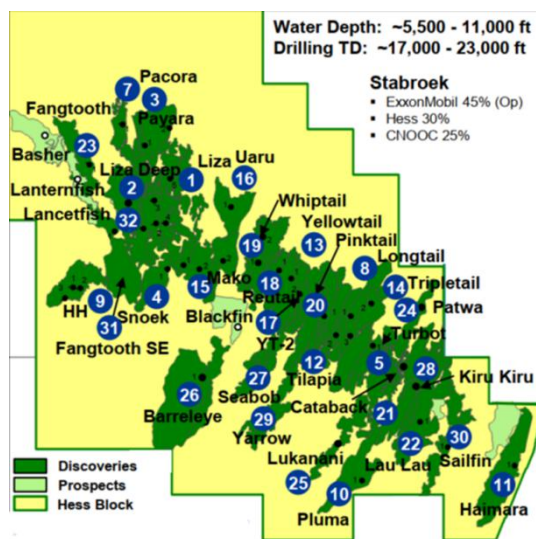 Water Depth: ~5,500 - 11,000 ft
Drilling TD: ~17,000 - 23,000 ft
Stabroek
▪ ExxonMobil 45% (Op)
▪ Hess 30%
▪ CNOOC 25%
7
Pacora
3
Fangtooth
Payara
23
Basher
Liza Deep
1
Liza
Uaru
16
Lanternfish
2
Lancetfish
32
Whiptail
19
Yellowtail
13
Pinktail
Longtail
8
Mako
15
18
Reutail
14
Tripletail
HH
9
4
Snoek
31
Fangtooth SE
Blackfin
17
YT-2
20
24
Patwa
Turbot
12
Tilapia
5
28
Kiru Kiru
26
Barreleye
27
Seabob
Cataback
21
29
Yarrow
Lukanani
22
Lau Lau
30
Sailfin
25
10
Pluma
11
Haimara
Discoveries
Prospects
Hess Block